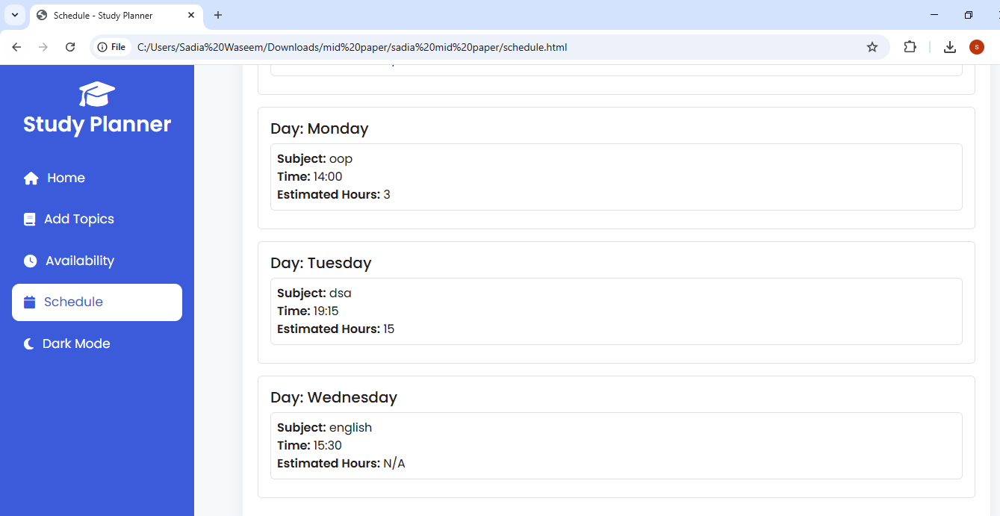 Schedule - Study Planner
File
C:/Users/Sadia%20Waseem/Downloads/mid%20paper/sadia%20mid%20paper/schedule.html
S
Study Planner
Home
Add Topics
Availability
Schedule
Dark Mode
Day: Monday
Subject: oop
Time: 14:00
Estimated Hours: 3
Day: Tuesday
Subject: dsa
Time: 19:15
Estimated Hours: 15
Day: Wednesday
Subject: english
Time: 15:30
Estimated Hours: N/A